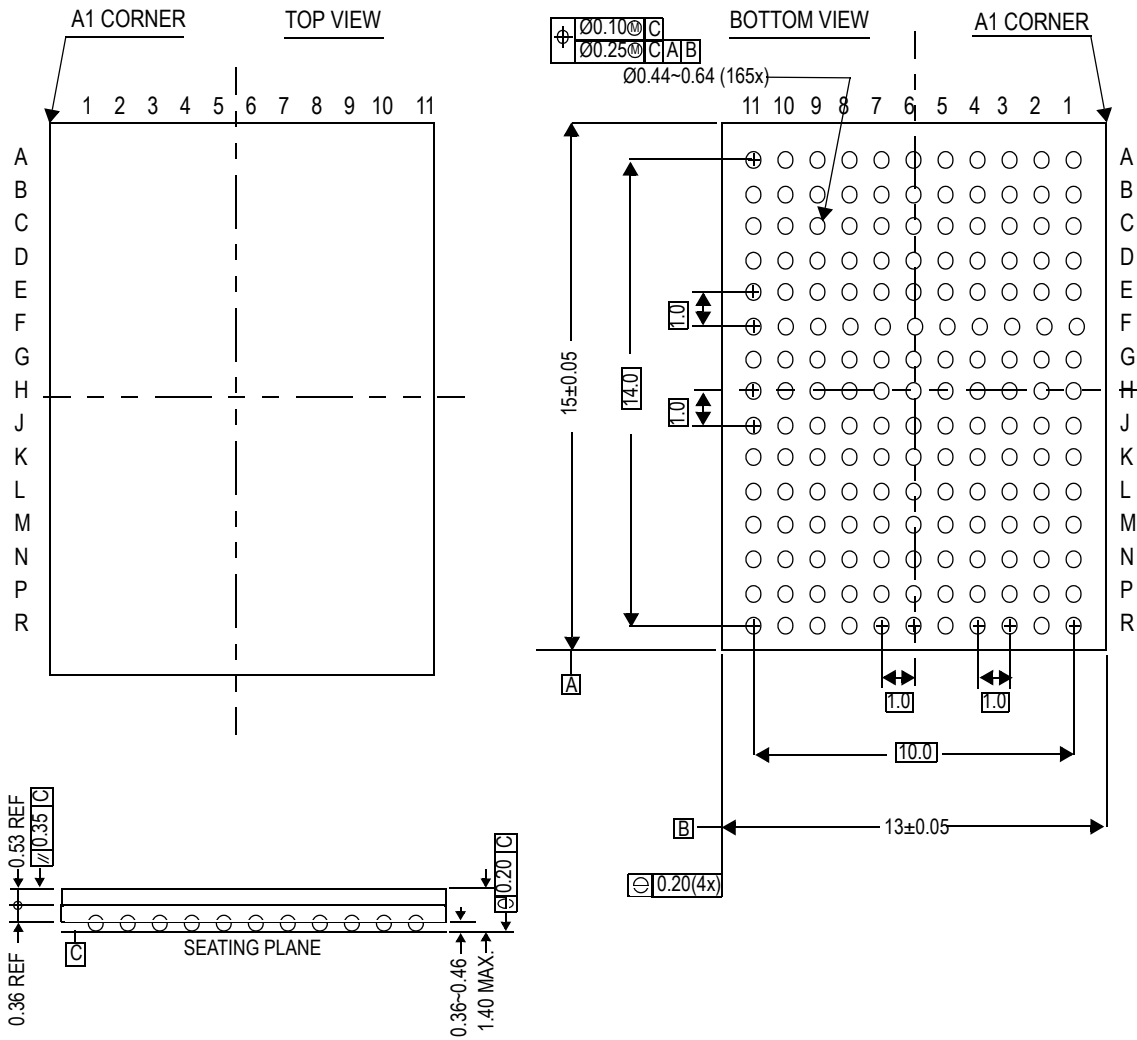 A1 CORNER TOP VIEW
1 2 3 4 5 6 7 8 9 10 11
A
B
C
D
E
F
G
H
J
K
L
M
N
P
R
Ø0.10Ⓜ C
Ø0.25Ⓜ C A B
Ø0.44~0.64 (165x)
BOTTOM VIEW A1 CORNER
11 10 9 8 7 6 5 4 3 2 1
A
B
C
D
E
F
G
H
J
K
L
M
N
P
R
15±0.05
14.0
1.0
1.0
A
1.0 1.0
10.0
B 13±0.05
0.20(4x)
0.53 REF
// 0.35 C
0.36 REF
C
SEATING PLANE
0.20 C
0.36~0.46
1.40 MAX.